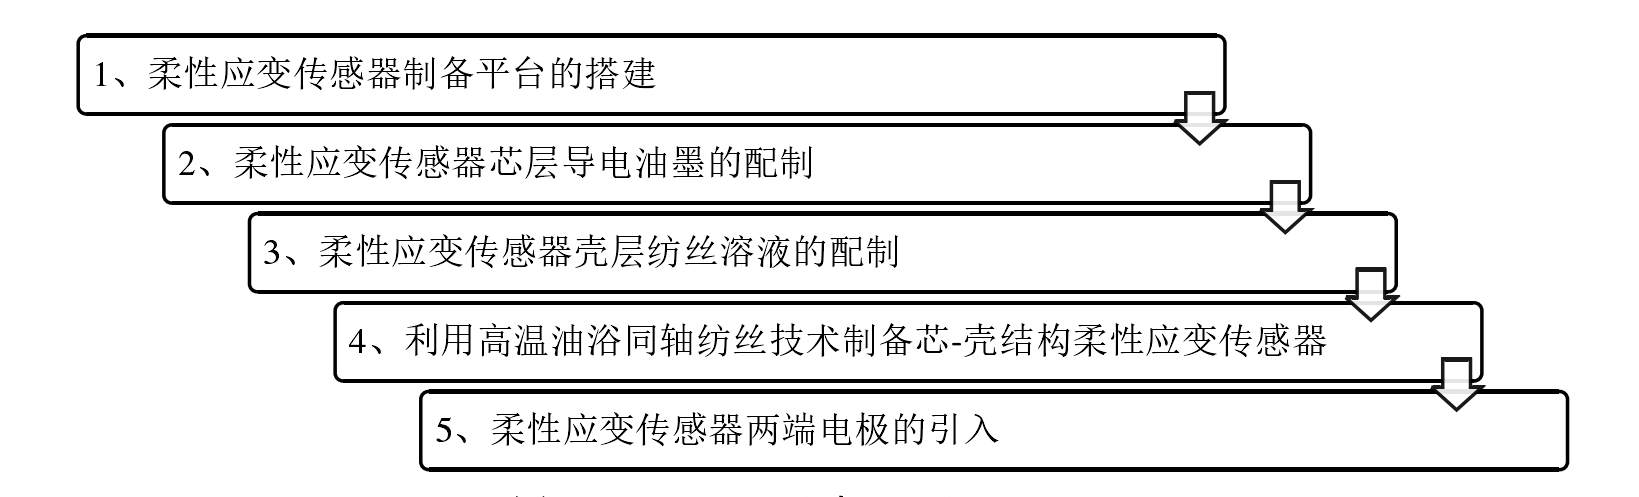 1、柔性应变传感器制备平台的搭建
2、柔性应变传感器芯层导电油墨的配制
3、柔性应变传感器壳层纺丝溶液的配制
4、利用高温油浴同轴纺丝技术制备芯-壳结构柔性应变传感器
5、柔性应变传感器两端电极的引入